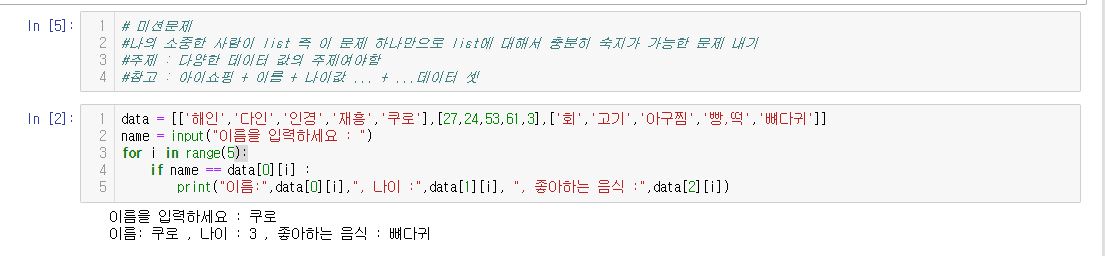 In [5]:
1 # 미션문제
2 #나의 소중한 사람이 list 즉 이 문제 하나만으로 list에 대해서 충분히 숙지가 가능한 문제 내기
3 #주제 : 다양한 데이터 값의 주제여야함
4 #참고 : 아이쇼핑 + 이름 + 나이값 ... + ...데이터 셋
In [2]:
1 data = [['해인','다인','인경','재흥','쿠로'],[27,24,53,61,3],['회','고기','아구찜','빵,떡','뼈다귀']]
2 name = input("이름을 입력하세요 : ")
3 for i in range(5):
4     if name == data[0][i] :
5         print("이름:",data[0][i],", 나이 :",data[1][i], ", 좋아하는 음식 :",data[2][i])
이름을 입력하세요 : 쿠로
이름: 쿠로 , 나이 : 3 , 좋아하는 음식 : 뼈다귀